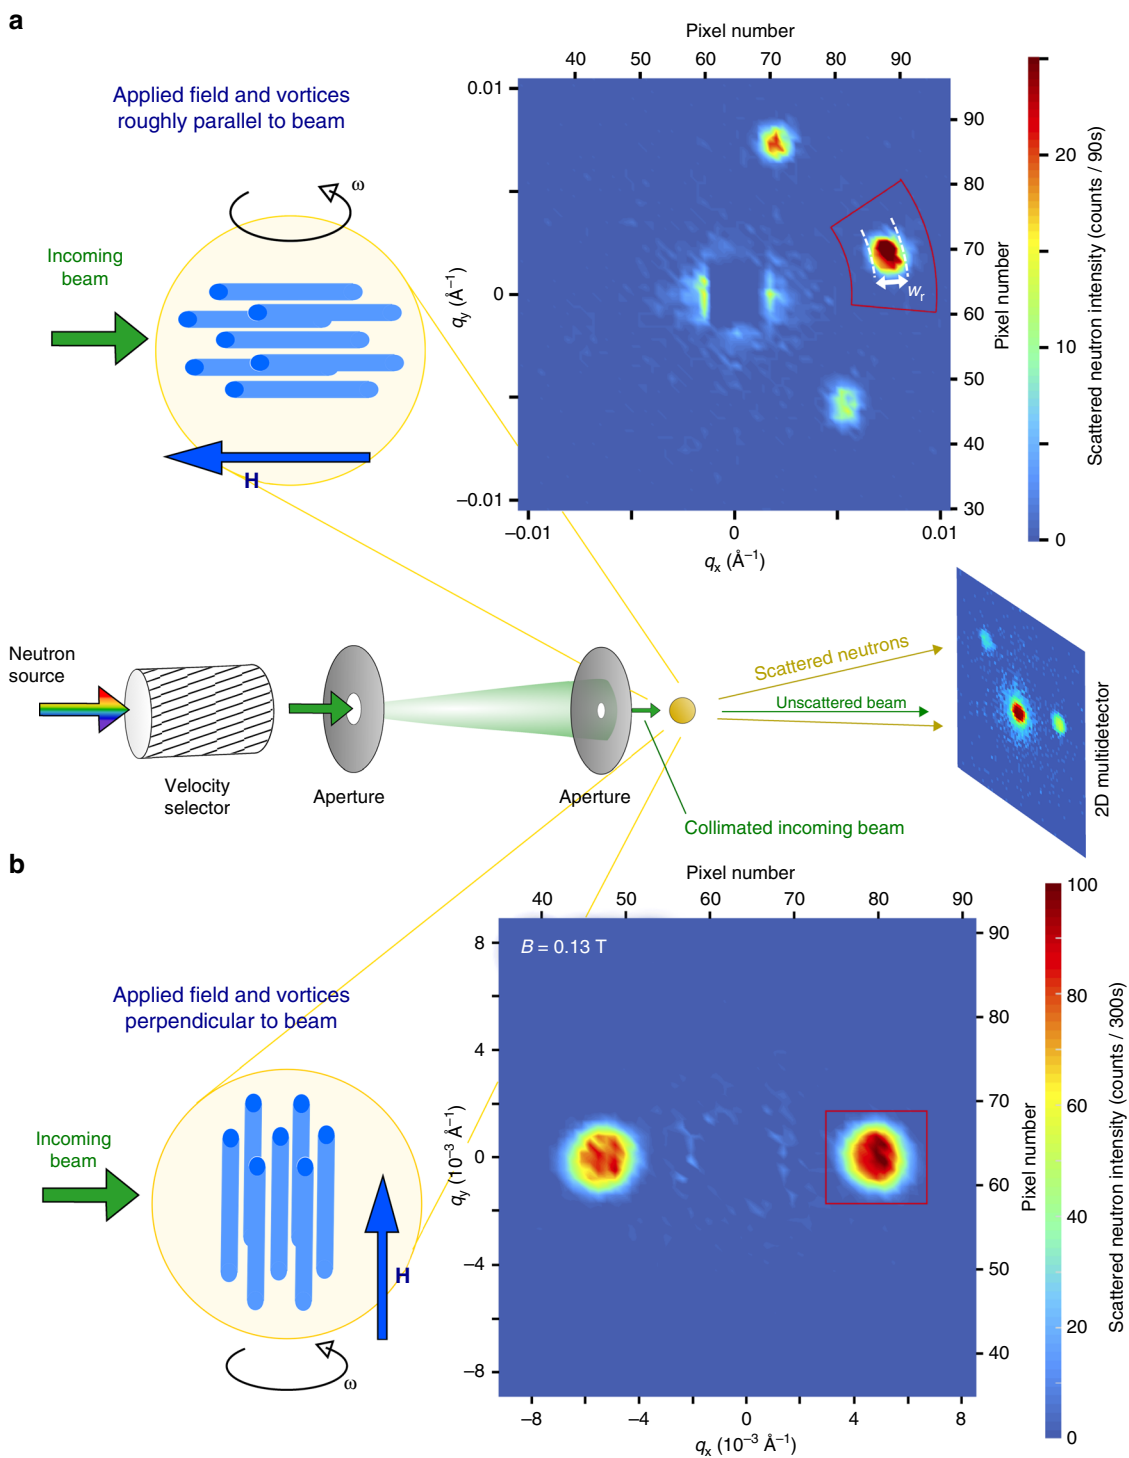 a
Pixel number
40 50 60 70 80 90
Applied field and vortices
roughly parallel to beam
ω
Incoming
beam
H
0.01
0
−0.01
qy (Å−1)
−0.01 0 0.01
qx (Å−1)
wr
90
80
70
60
50
40
30
Pixel number
20
10
0
Scattered neutron intensity (counts / 90s)
Neutron
source
Velocity
selector
Aperture
Aperture
Scattered neutrons
Unscattered beam
Collimated incoming beam
2D multidetector
b
Pixel number
40 50 60 70 80 90
B = 0.13 T
Applied field and vortices
perpendicular to beam
Incoming
beam
H
ω
8
4
0
−4
−8
qy (10−3 Å−1)
−8 −4 0 4 8
qx (10−3 Å−1)
90
80
70
60
50
40
Pixel number
100
80
60
40
20
0
Scattered neutron intensity (counts / 300s)